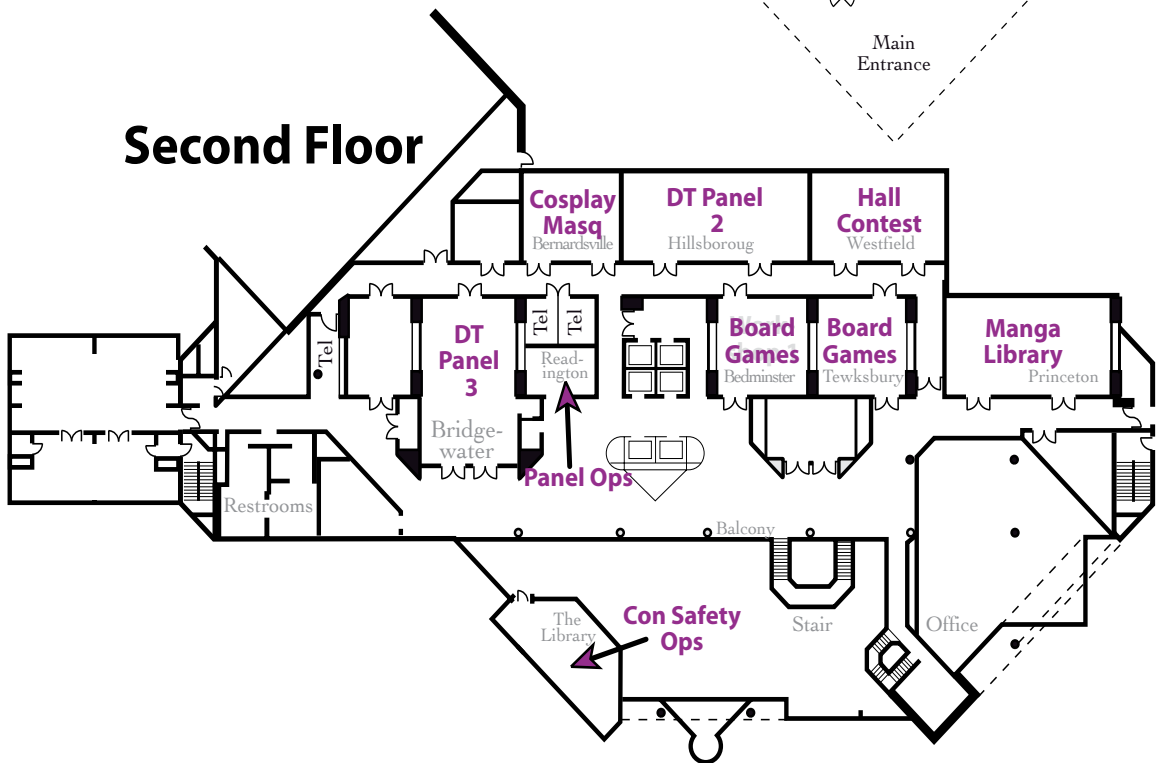 Main
Entrance
Second Floor
Cosplay
Masq
Bernardsville
DT Panel
2
Hillsboroug
Hall
Contest
Westfield
Tel
DT
Panel
3
Bridge-
water
Tel
Tel
Read-
ington
Board
Games
Bedminster
Board
Games
Tewksbury
Manga
Library
Princeton
Panel Ops
Restrooms
Balcony
The
Library
Con Safety
Ops
Stair
Office